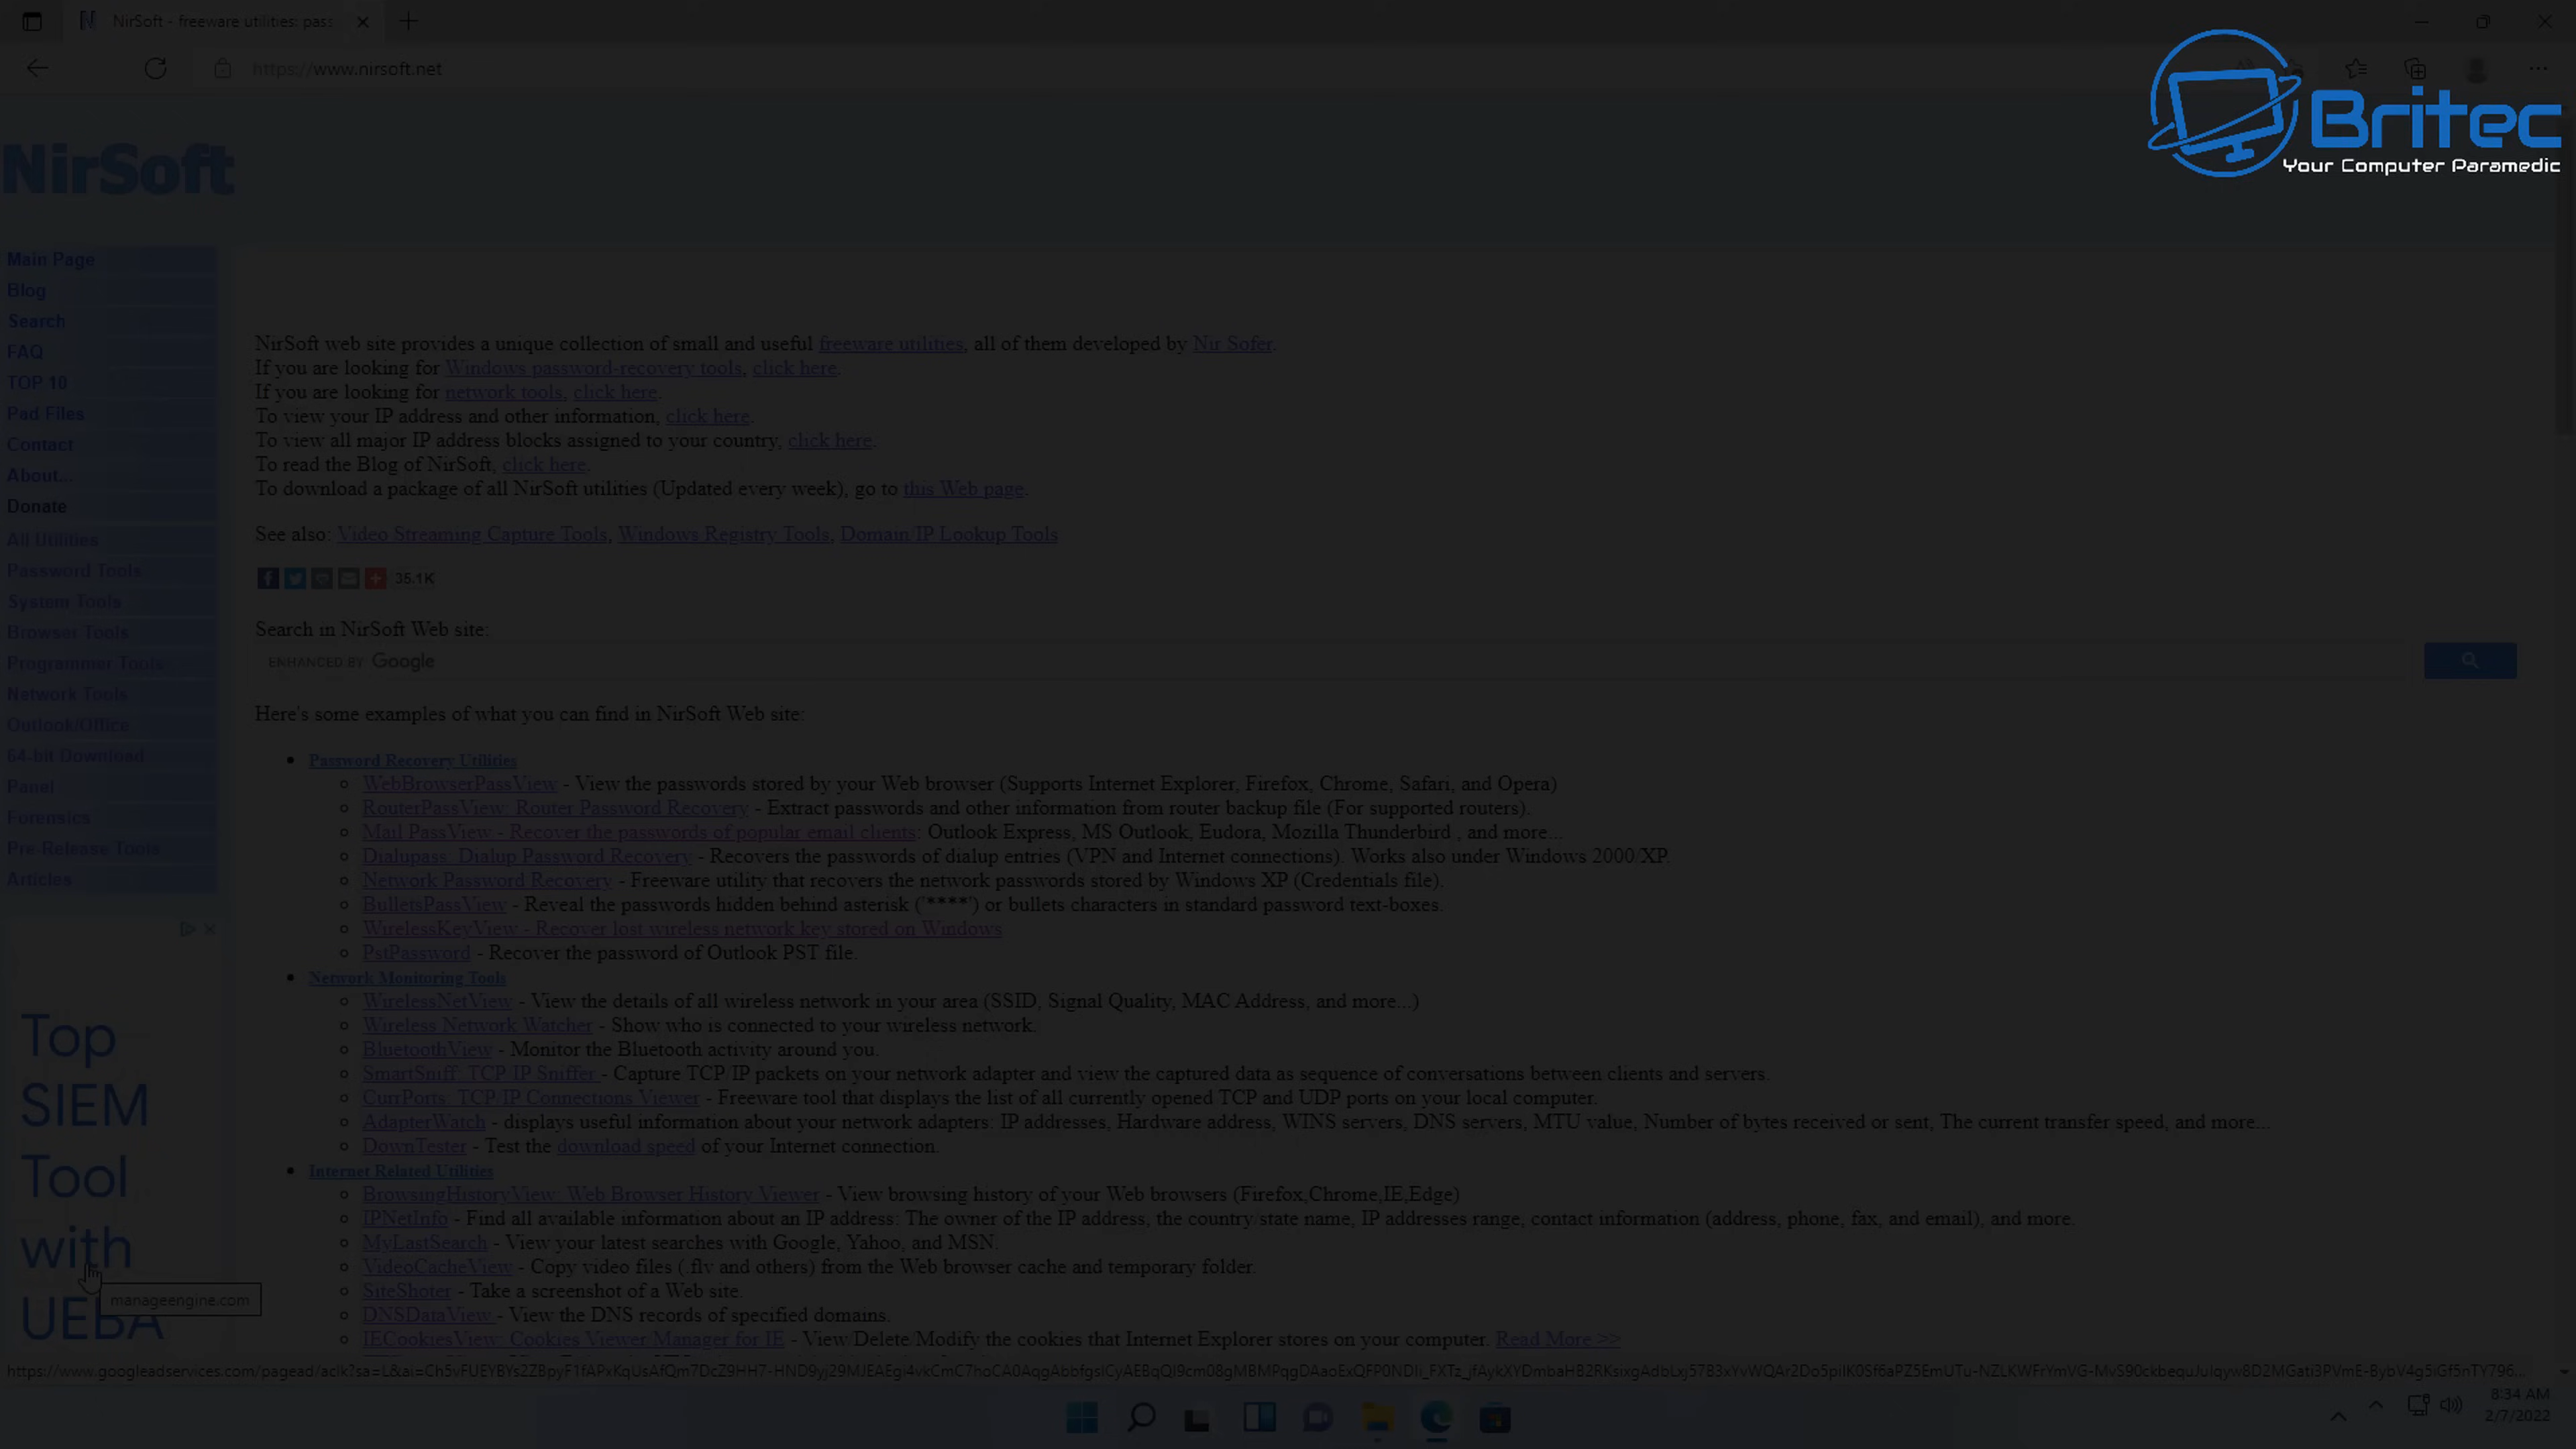 NirSoft - freeware utilities: pass
https://www.nirsoft.net
Britec
Your Computer Paramedic
NirSoft
Main Page
Blog
Search
FAQ
TOP 10
Pad Files
Contact
About...
Donate
All Utilities
Password Tools
System Tools
Browser Tools
Programmer Tools
Network Tools
Outlook/Office
64-bit Download
Panel
Forensics
Pre-Release Tools
Articles
Top
SIEM
Tool
with
UEBA
manageengine.com
NirSoft web site provides a unique collection of small and useful freeware utilities, all of them developed by Nir Sofer.
If you are looking for Windows password-recovery tools, click here.
If you are looking for network tools, click here.
To view your IP address and other information, click here.
To view all major IP address blocks assigned to your country, click here.
To read the Blog of NirSoft, click here.
To download a package of all NirSoft utilities (Updated every week), go to this Web page.
See also: Video Streaming Capture Tools, Windows Registry Tools, Domain/IP Lookup Tools
35.1K
Search in NirSoft Web site:
ENHANCED BY Google
Here's some examples of what you can find in NirSoft Web site:
Password Recovery Utilities
WebBrowserPassView - View the passwords stored by your Web browser (Supports Internet Explorer, Firefox, Chrome, Safari, and Opera)
RouterPassView: Router Password Recovery - Extract passwords and other information from router backup file (For supported routers).
Mail PassView - Recover the passwords of popular email clients: Outlook Express, MS Outlook, Eudora, Mozilla Thunderbird , and more...
Dialupass: Dialup Password Recovery - Recovers the passwords of dialup entries (VPN and Internet connections). Works also under Windows 2000/XP.
Network Password Recovery - Freeware utility that recovers the network passwords stored by Windows XP (Credentials file).
BulletsPassView - Reveal the passwords hidden behind asterisk ('****') or bullets characters in standard password text-boxes.
WirelessKeyView - Recover lost wireless network key stored on Windows
PstPassword - Recover the password of Outlook PST file.
Network Monitoring Tools
WirelessNetView - View the details of all wireless network in your area (SSID, Signal Quality, MAC Address, and more...)
Wireless Network Watcher - Show who is connected to your wireless network.
BluetoothView - Monitor the Bluetooth activity around you.
SmartSniff: TCP/IP Sniffer - Capture TCP/IP packets on your network adapter and view the captured data as sequence of conversations between clients and servers.
CurrPorts: TCP/IP Connections Viewer - Freeware tool that displays the list of all currently opened TCP and UDP ports on your local computer.
AdapterWatch - displays useful information about your network adapters: IP addresses, Hardware address, WINS servers, DNS servers, MTU value, Number of bytes received or sent, The current transfer speed, and more...
DownTester - Test the download speed of your Internet connection.
Internet Related Utilities
BrowsingHistoryView: Web Browser History Viewer - View browsing history of your Web browsers (Firefox,Chrome,IE,Edge)
IPNetInfo - Find all available information about an IP address: The owner of the IP address, the country/state name, IP addresses range, contact information (address, phone, fax, and email), and more.
MyLastSearch - View your latest searches with Google, Yahoo, and MSN.
VideoCacheView - Copy video files (.flv and others) from the Web browser cache and temporary folder.
SiteShoter - Take a screenshot of a Web site.
DNSDataView - View the DNS records of specified domains.
IECookiesView: Cookies Viewer/Manager for IE - View/Delete/Modify the cookies that Internet Explorer stores on your computer. Read More >>
8:34 AM
2/7/2022